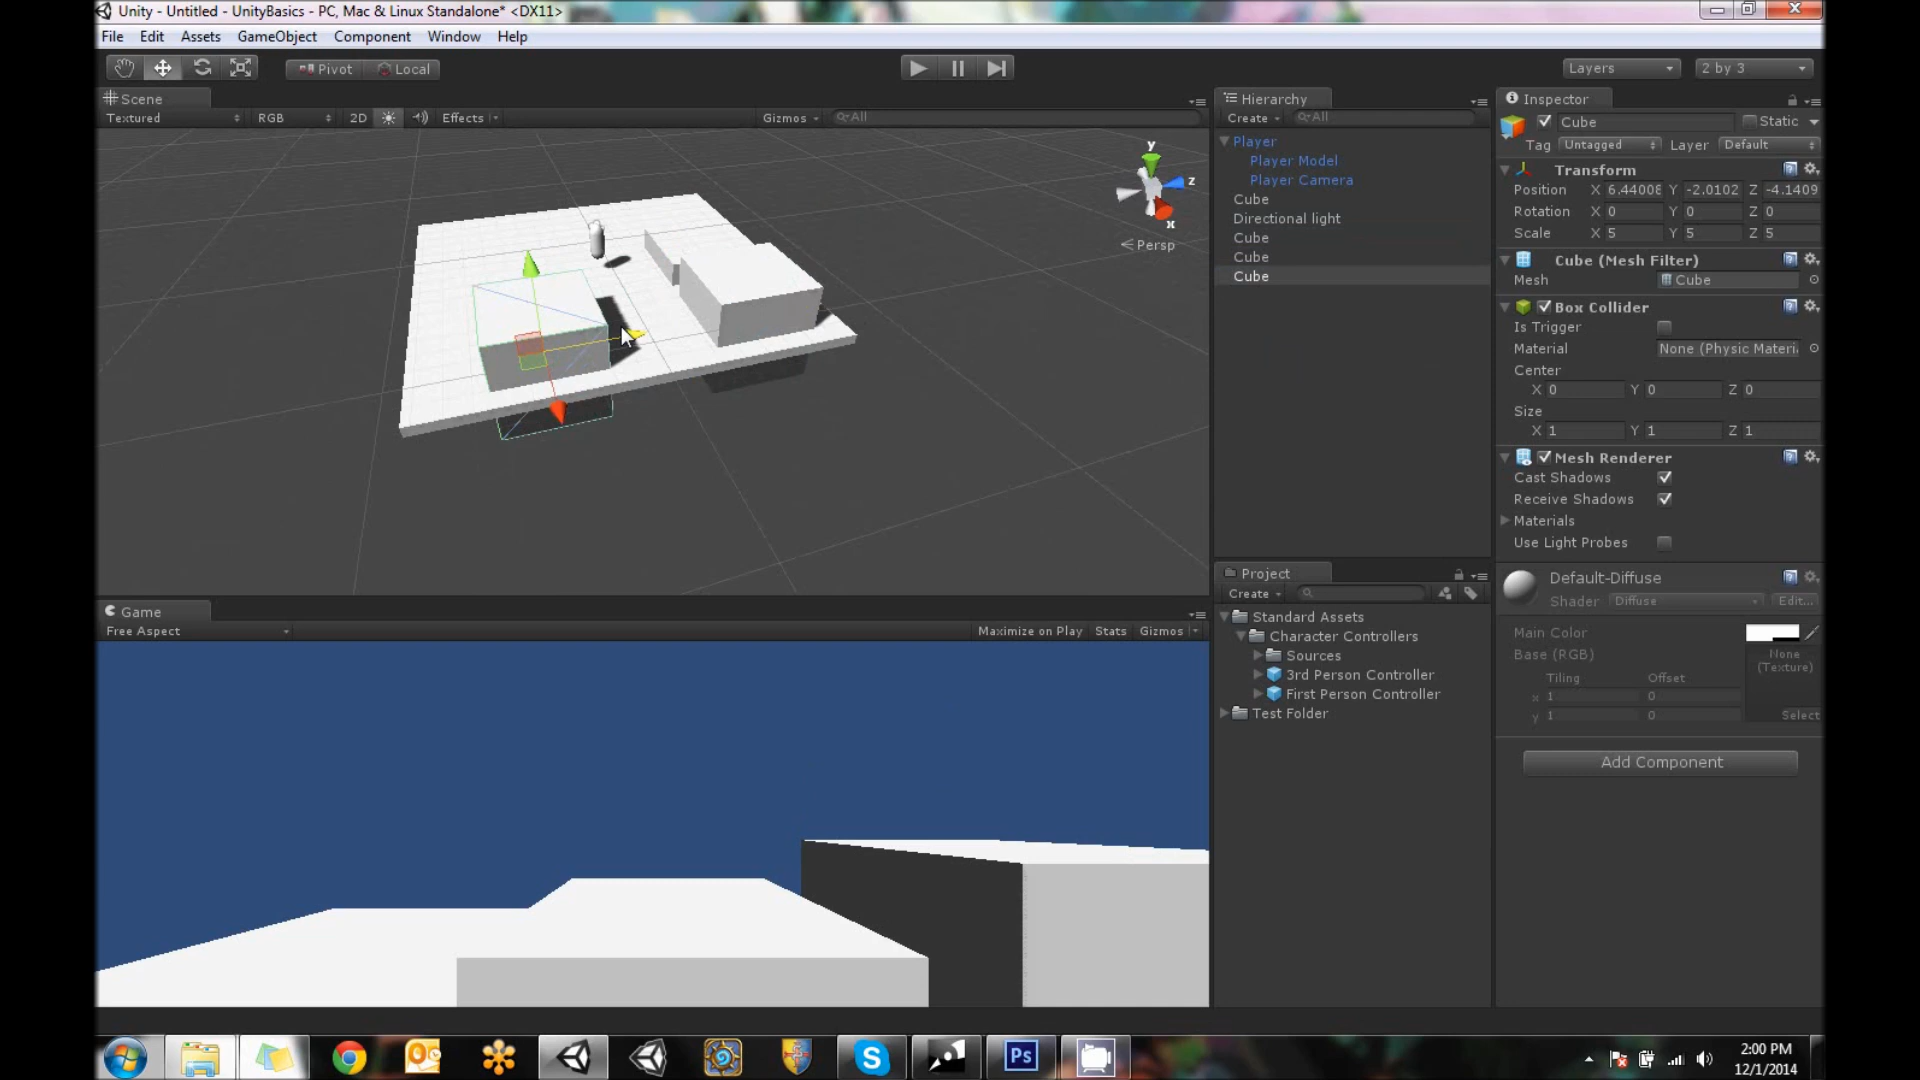 Unity - Untitled - UnityBasics - PC, Mac & Linux Standalone* <DX11>
File Edit Assets GameObject Component Window Help
Pivot Local Layers 2 by 3
Scene
Textured RGB 2D Effects Gizmos All
y
z
x
Persp
Hierarchy
Create All
Player
Player Model
Player Camera
Cube
Directional light
Cube
Cube
Cube
Inspector
Cube Static
Tag Untagged Layer Default
Transform
Position X 6.44008 Y -2.0102 Z -4.1409
Rotation X 0 Y 0 Z 0
Scale X 5 Y 5 Z 5
Cube (Mesh Filter)
Mesh Cube
Box Collider
Is Trigger
Material None (Physic Materi
Center
X 0 Y 0 Z 0
Size
X 1 Y 1 Z 1
Mesh Renderer
Cast Shadows
Receive Shadows
Materials
Use Light Probes
Default-Diffuse
Shader Diffuse Edit...
Main Color
Base (RGB) None
(Texture)
Tiling Offset
x 1 0
y 1 0
Select
Add Component
Project
Create
Standard Assets
Character Controllers
Sources
3rd Person Controller
First Person Controller
Test Folder
Game
Free Aspect Maximize on Play Stats Gizmos
Ps
2:00 PM
12/1/2014